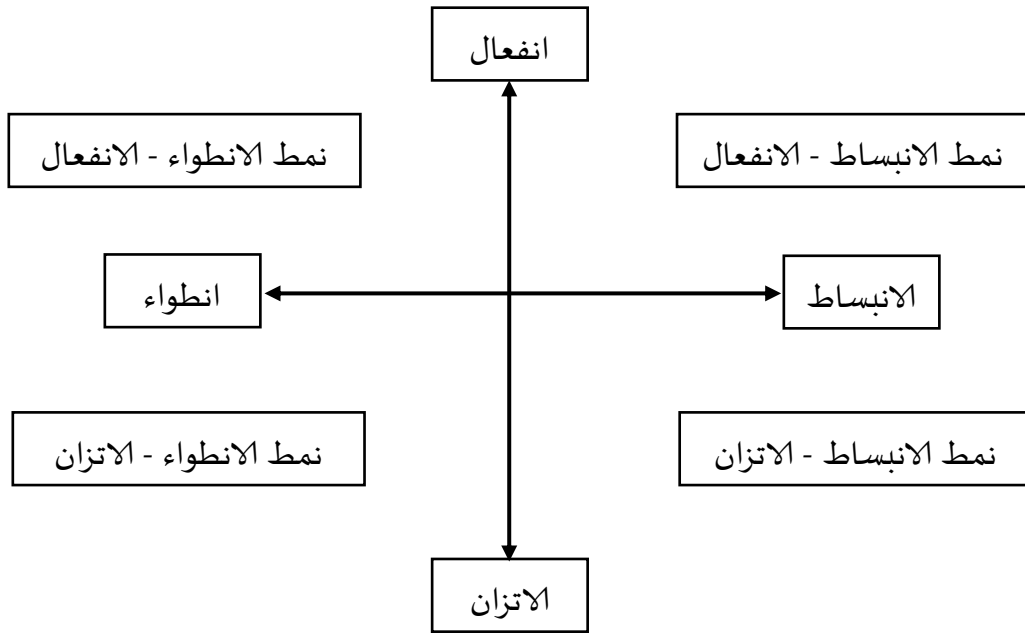 انفعال
نمط الانبساط - الانفعال
نمط الانطواء - الانفعال
الانبساط
انطواء
نمط الانبساط - الاتزان
نمط الانطواء - الاتزان
الاتزان